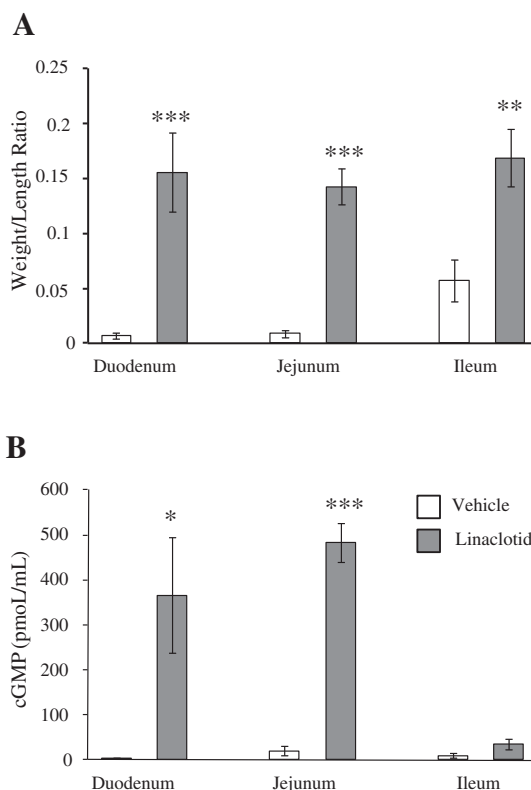 A
Weight/Length Ratio
0.25
0.2
0.15
0.1
0.05
0
***
***
**
Duodenum
Jejunum
Ileum
B
cGMP (pmoL/mL)
600
500
400
300
200
100
0
*
***
Vehicle
Linaclotid
Duodenum
Jejunum
Ileum